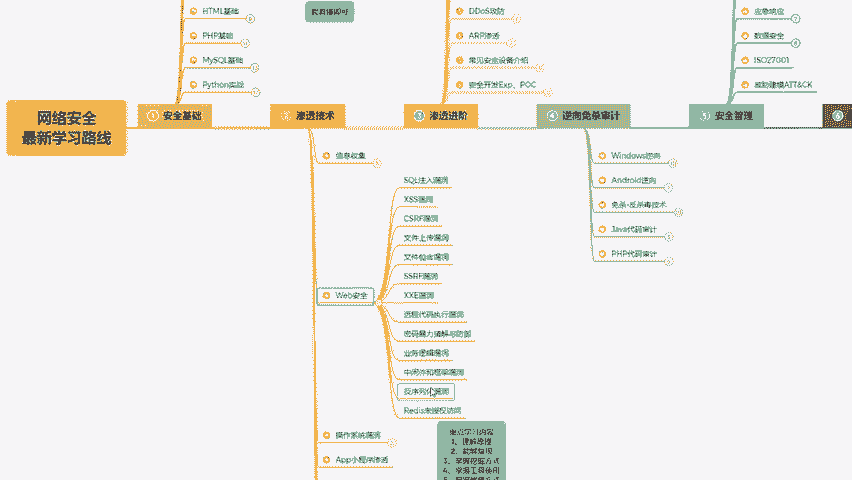 HTML基础
PHP基础
MySQL基础
Python实战
DDoS攻防
ARP渗透
常见安全设备介绍
安全开发Exp、POC
应急响应
数据安全
ISO27001
威胁建模ATT&CK
网络安全
最新学习路线
① 安全基础
② 渗透技术
③ 渗透进阶
④ 逆向免杀审计
⑤ 安全管理
⑥
信息收集
Web安全
SQL注入漏洞
XSS漏洞
CSRF漏洞
文件上传漏洞
文件包含漏洞
SSRF漏洞
XXE漏洞
远程代码执行漏洞
密码暴力破解与防御
业务逻辑漏洞
中间件和框架漏洞
反序列化漏洞
Redis未授权访问
操作系统漏洞
App小程序渗透
Windows逆向
Android逆向
免杀-反杀毒技术
Java代码审计
PHP代码审计
重点学习内容
1、理解原理
2、能够复现
3、掌握挖掘方式
4、掌握工具使用